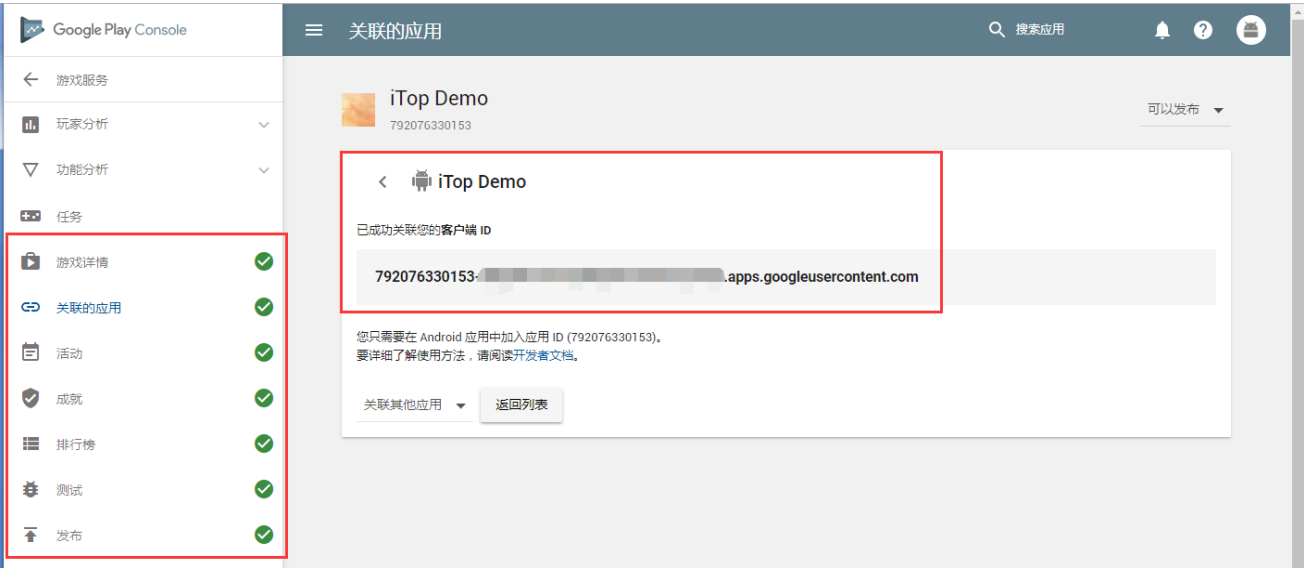 Google Play Console
关联的应用
搜索应用
游戏服务
玩家分析
功能分析
任务
游戏详情
关联的应用
活动
成就
排行榜
测试
发布
iTop Demo
792076330153
可以发布
iTop Demo
已成功关联您的客户端 ID
792076330153- .apps.googleusercontent.com
您只需要在 Android 应用中加入应用 ID (792076330153)。
要详细了解使用方法，请阅读开发者文档。
关联其他应用
返回列表